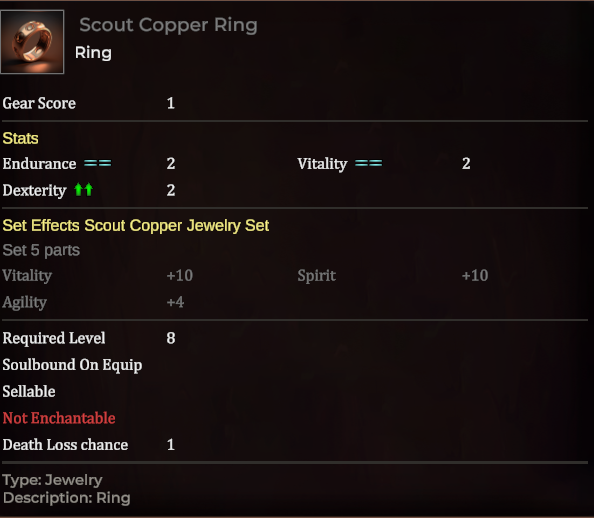 Scout Copper Ring
Ring
Gear Score 1
Stats
Endurance 2 Vitality 2
Dexterity 2
Set Effects Scout Copper Jewelry Set
Set 5 parts
Vitality +10 Spirit +10
Agility +4
Required Level 8
Soulbound On Equip
Sellable
Not Enchantable
Death Loss chance 1
Type: Jewelry
Description: Ring